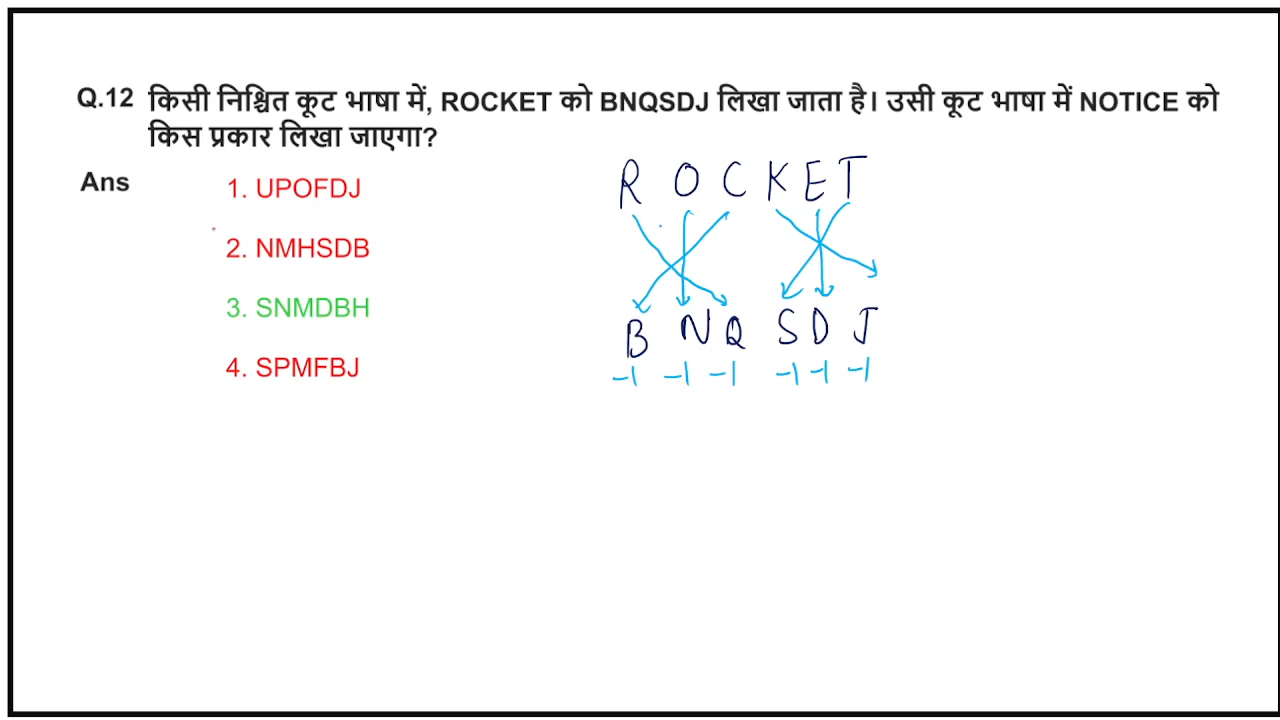 Q.12 किसी निश्चित कूट भाषा में, ROCKET को BNQSDJ लिखा जाता है। उसी कूट भाषा में NOTICE को
किस प्रकार लिखा जाएगा?
Ans
1. UPOFDJ
2. NMHSDB
3. SNMDBH
4. SPMFBJ
R O C K E T
B N Q S D J
-1 -1 -1 -1 -1 -1